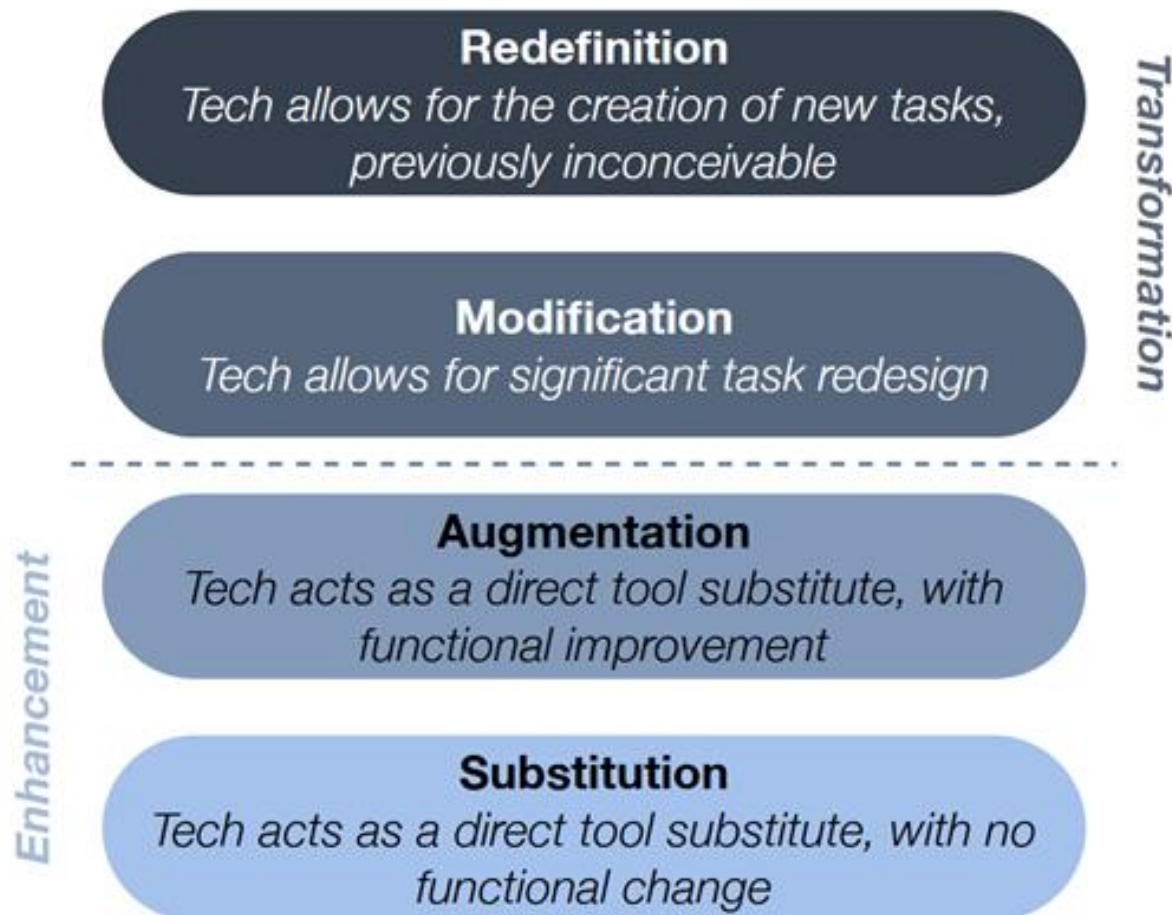 Redefinition
Tech allows for the creation of new tasks,
previously inconceivable
Transformation
Modification
Tech allows for significant task redesign
Augmentation
Tech acts as a direct tool substitute, with
functional improvement
Enhancement
Substitution
Tech acts as a direct tool substitute, with no
functional change